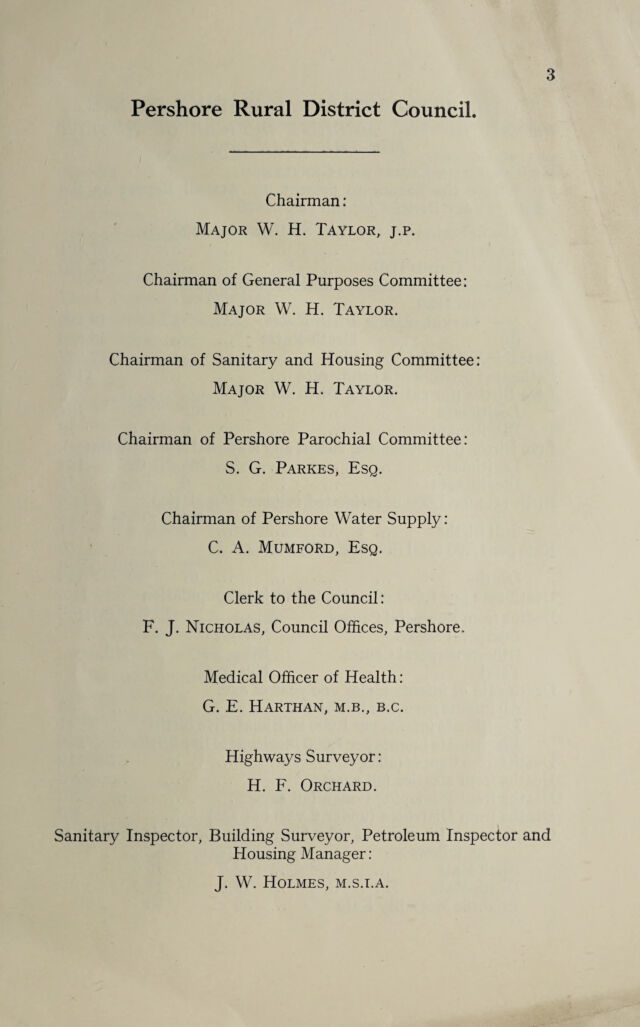 3
Pershore Rural District Council.
Chairman:
Major W. H. Taylor, J.P.
Chairman of General Purposes Committee:
Major W. H. Taylor.
Chairman of Sanitary and Housing Committee:
Major W. H. Taylor.
Chairman of Pershore Parochial Committee:
S. G. Parkes, Esq.
Chairman of Pershore Water Supply:
C. A. Mumford, Esq.
Clerk to the Council:
F. J. Nicholas, Council Offices, Pershore.
Medical Officer of Health:
G. E. Harthan, M.B., B.C.
Highways Surveyor:
H. F. Orchard.
Sanitary Inspector, Building Surveyor, Petroleum Inspector and
Housing Manager:
J. W. Holmes, M.S.I.A.